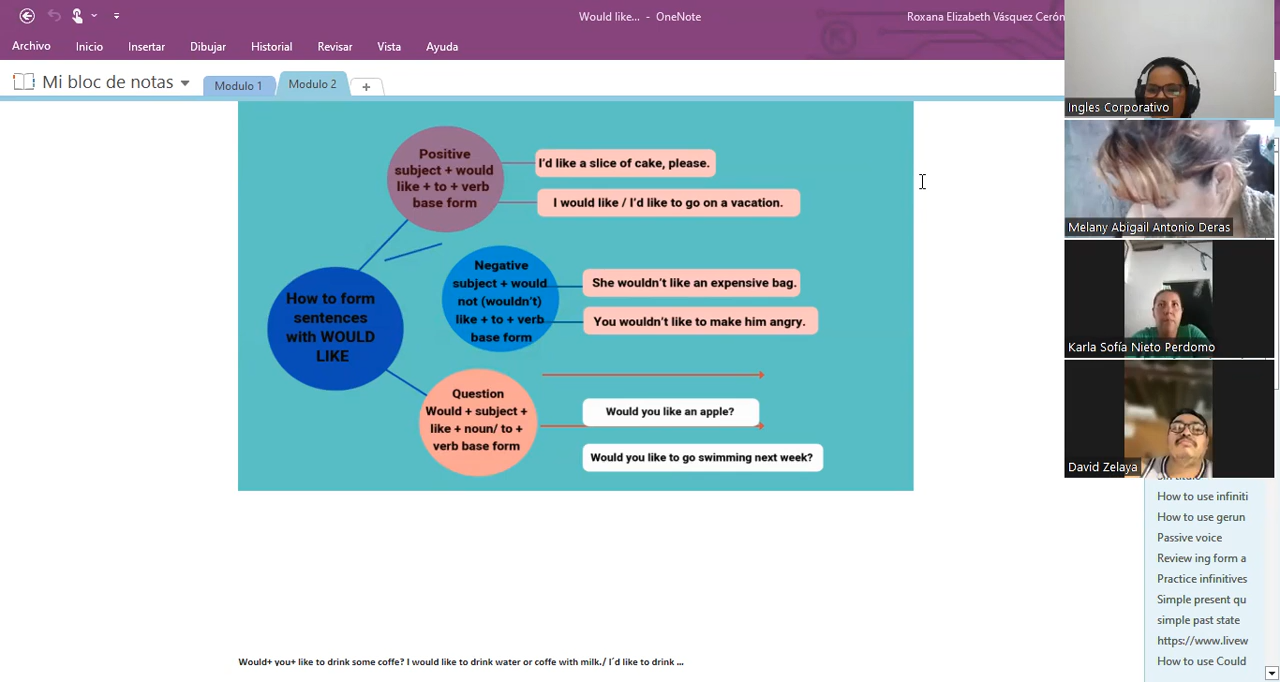 Would like... - OneNote
Roxana Elizabeth Vásquez Cerón
Archivo Inicio Insertar Dibujar Historial Revisar Vista Ayuda
Mi bloc de notas
Modulo 1
Modulo 2
+
Positive
subject + would
like + to + verb
base form
I'd like a slice of cake, please.
I would like / I'd like to go on a vacation.
How to form
sentences
with WOULD
LIKE
Negative
subject + would
not (wouldn't)
like + to + verb
base form
She wouldn't like an expensive bag.
You wouldn't like to make him angry.
Question
Would + subject +
like + noun/ to +
verb base form
Would you like an apple?
Would you like to go swimming next week?
Would+ you+ like to drink some coffe? I would like to drink water or coffe with milk./ I´d like to drink ...
Ingles Corporativo
Melany Abigail Antonio Deras
Karla Sofía Nieto Perdomo
David Zelaya
How to use infiniti
How to use gerun
Passive voice
Review ing form a
Practice infinitives
Simple present qu
simple past state
https://www.livew
How to use Could